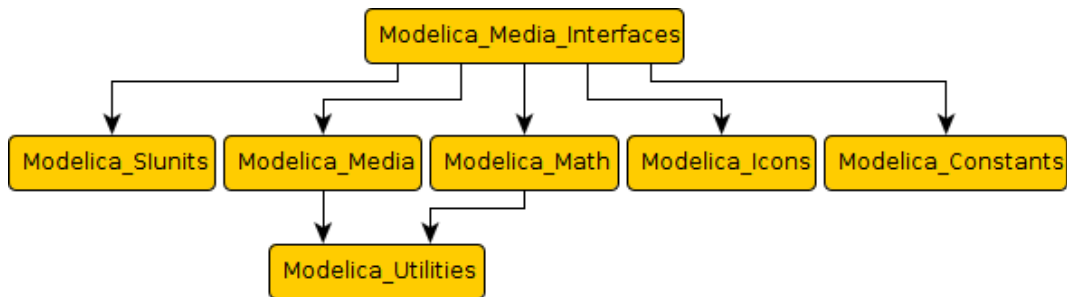 Modelica_Media_Interfaces
Modelica_SIunits
Modelica_Media
Modelica_Math
Modelica_Icons
Modelica_Constants
Modelica_Utilities